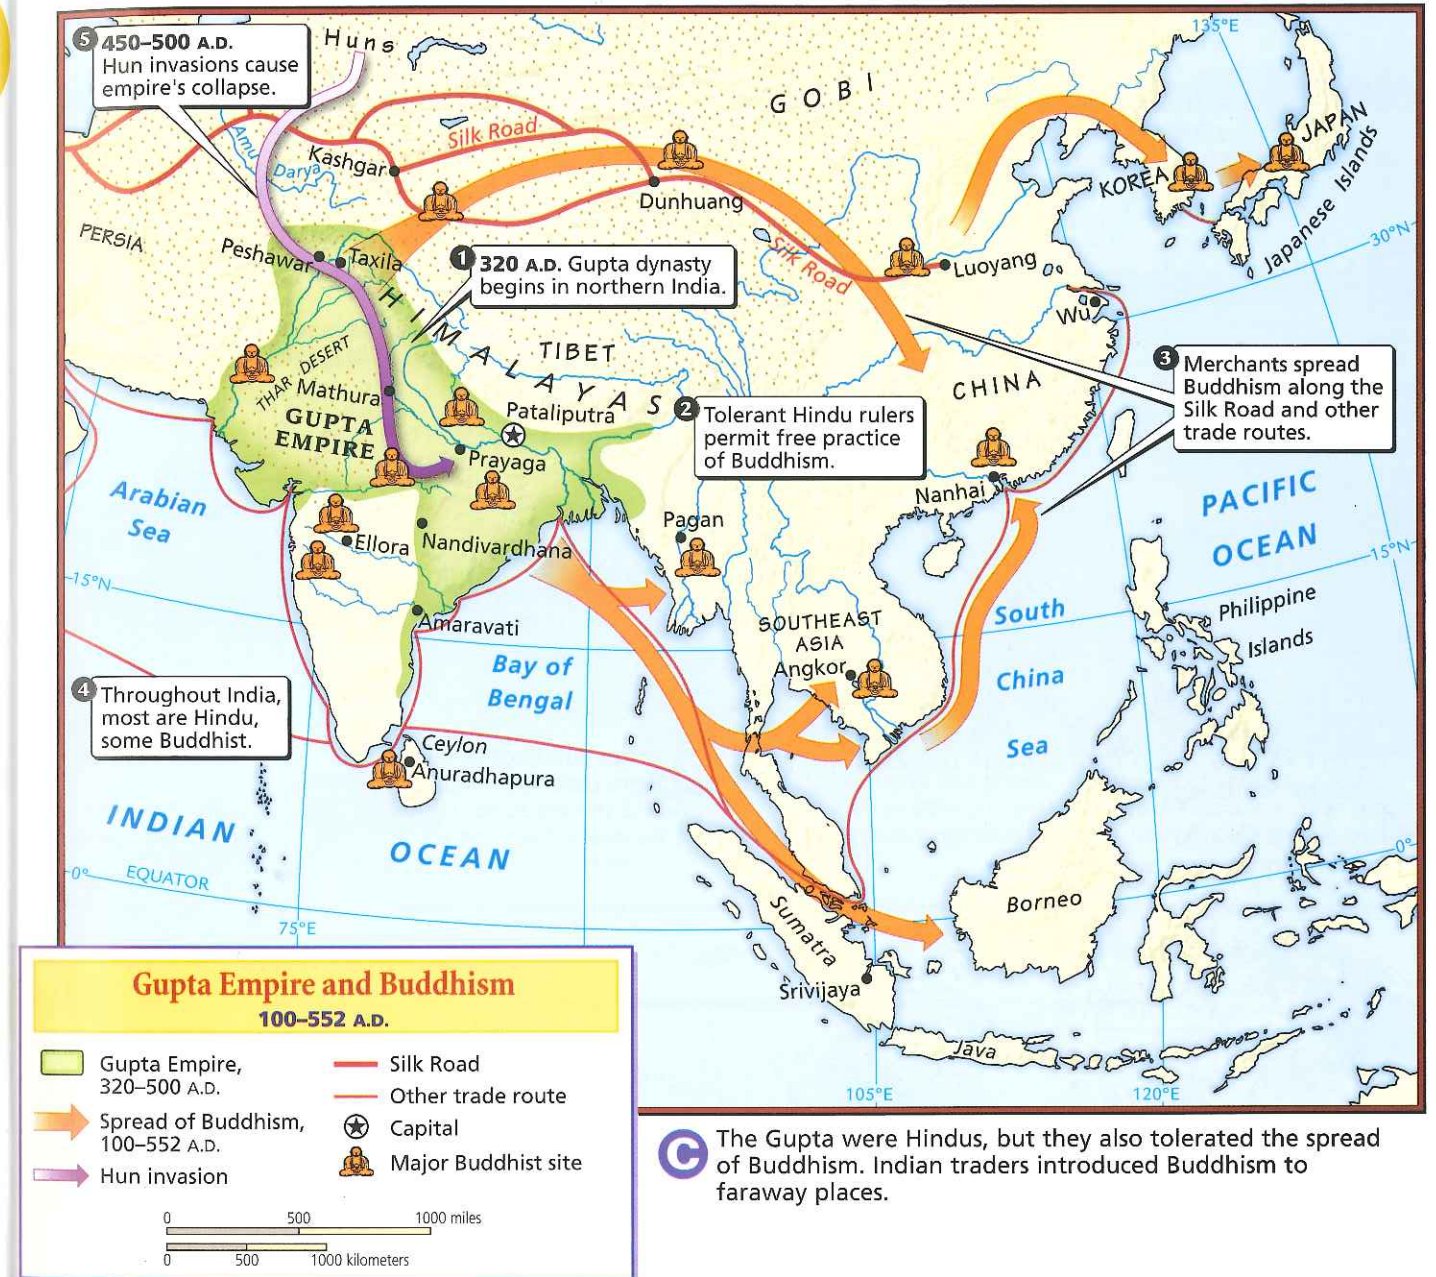 5 450–500 A.D.
Hun invasions cause
empire's collapse.
Huns
GOBI
135°E
JAPAN
Japanese Islands
KOREA
30°N
Amu
Darya
Silk Road
Kashgar
Dunhuang
PERSIA
Peshawar
Taxila
1 320 A.D. Gupta dynasty
begins in northern India.
Silk Road
Luoyang
Wu
HIMALAYAS
TIBET
CHINA
3 Merchants spread
Buddhism along the
Silk Road and other
trade routes.
THAR DESERT
Mathura
GUPTA
EMPIRE
Pataliputra
Prayaga
2 Tolerant Hindu rulers
permit free practice
of Buddhism.
Nanhai
PACIFIC
OCEAN
Arabian
Sea
Ellora
Nandivardhana
Pagan
15°N
15°N
Philippine
Islands
Amaravati
SOUTHEAST
ASIA
Angkor
South
China
Sea
Bay of
Bengal
4 Throughout India,
most are Hindu,
some Buddhist.
Ceylon
Anuradhapura
INDIAN
OCEAN
0°
EQUATOR
0°
75°E
Borneo
Sumatra
Srivijaya
Java
105°E
120°E
Gupta Empire and Buddhism
100–552 A.D.
Gupta Empire,
320–500 A.D.
Spread of Buddhism,
100–552 A.D.
Hun invasion
Silk Road
Other trade route
Capital
Major Buddhist site
0 500 1000 miles
0 500 1000 kilometers
C The Gupta were Hindus, but they also tolerated the spread
of Buddhism. Indian traders introduced Buddhism to
faraway places.